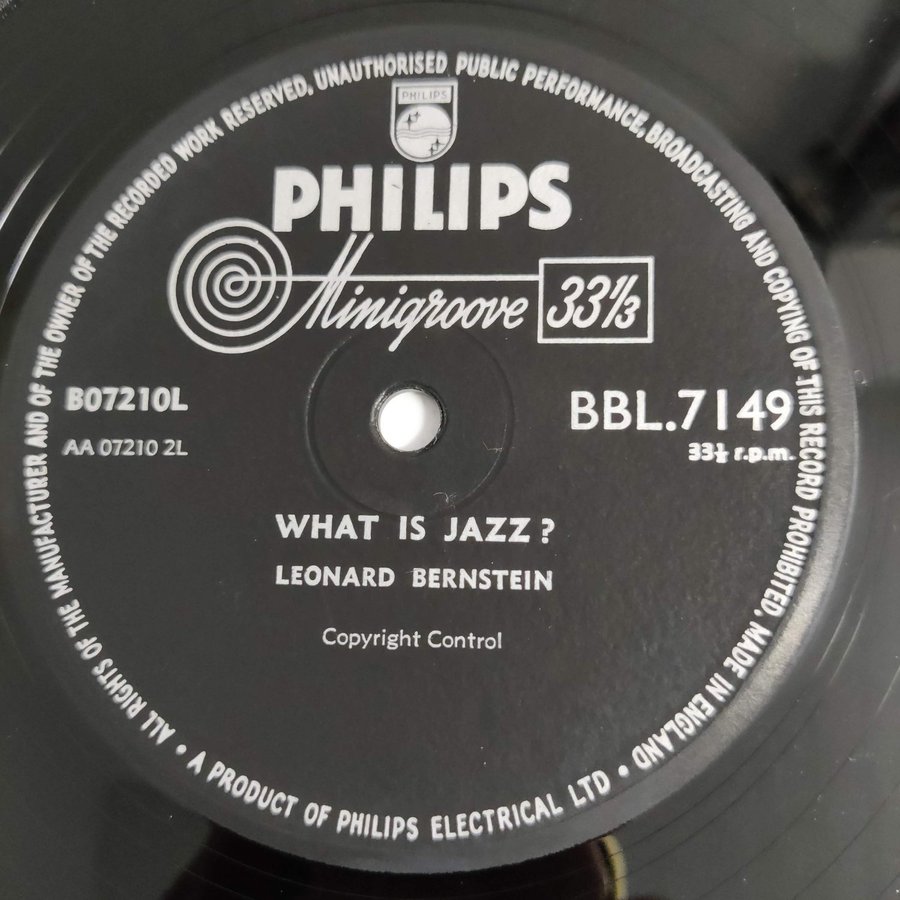 ALL RIGHTS OF THE MANUFACTURER AND OF THE OWNER OF THE RECORDED WORK RESERVED, UNAUTHORISED PUBLIC PERFORMANCE, BROADCASTING AND COPYING OF THIS RECORD PROHIBITED. MADE IN ENGLAND
PHILIPS
PHILIPS
Minigroove 33⅓
B07210L
BBL.7149
AA 07210 2L
33⅓ r.p.m.
WHAT IS JAZZ?
LEONARD BERNSTEIN
Copyright Control
• A PRODUCT OF PHILIPS ELECTRICAL LTD •